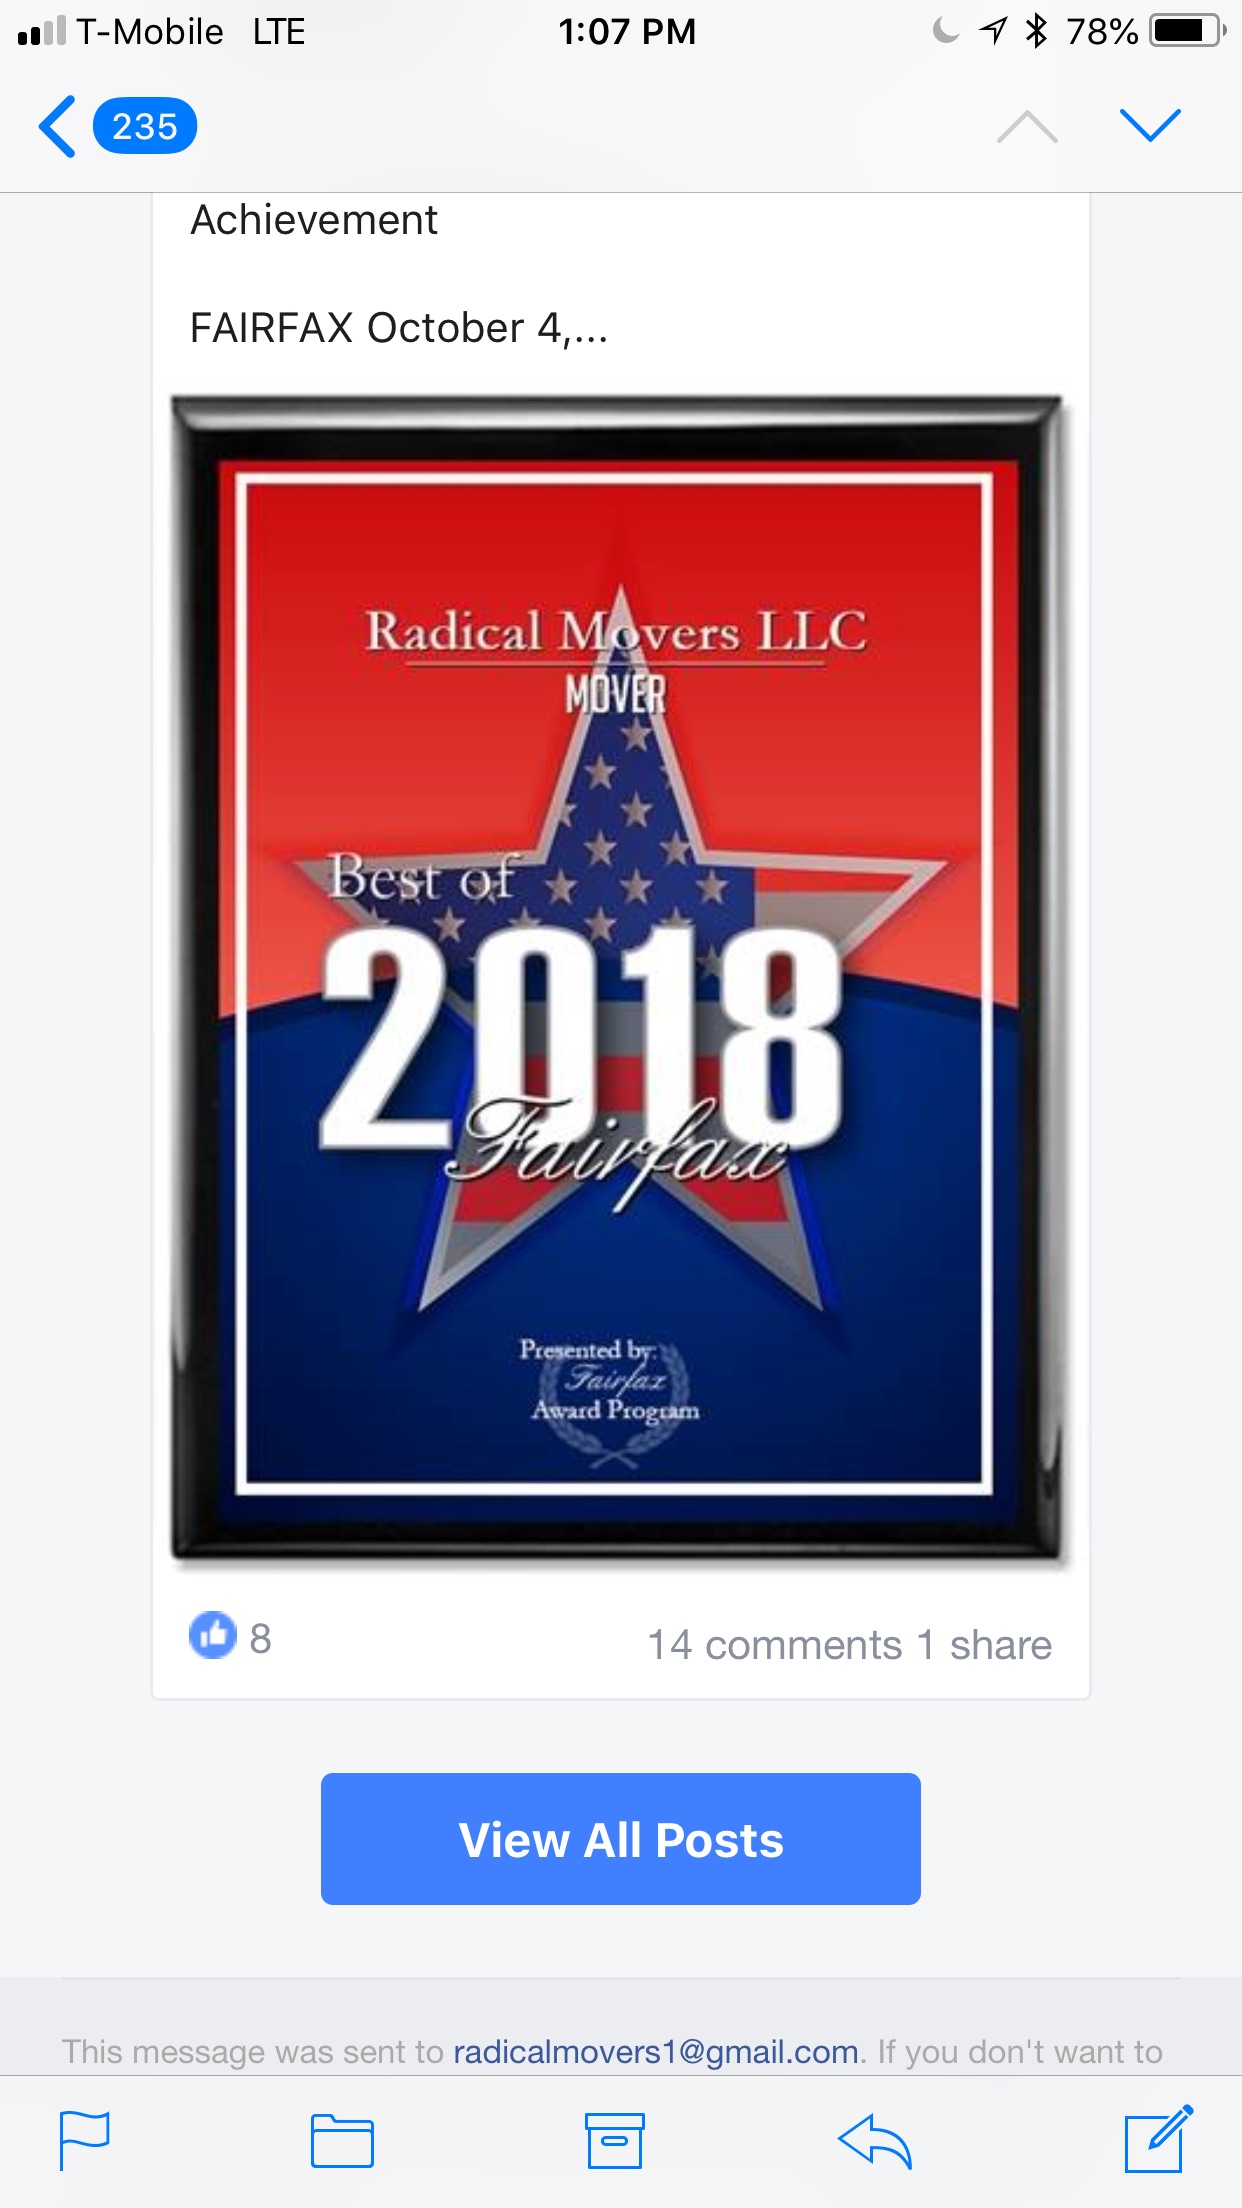 T-Mobile LTE 1:07 PM 78%
235
Achievement
FAIRFAX October 4,...
Radical Movers LLC
MOVER
Best of
2018
Fairfax
Presented by:
Fairfax
Award Program
8 14 comments 1 share
View All Posts
This message was sent to radicalmovers1@gmail.com. If you don't want to